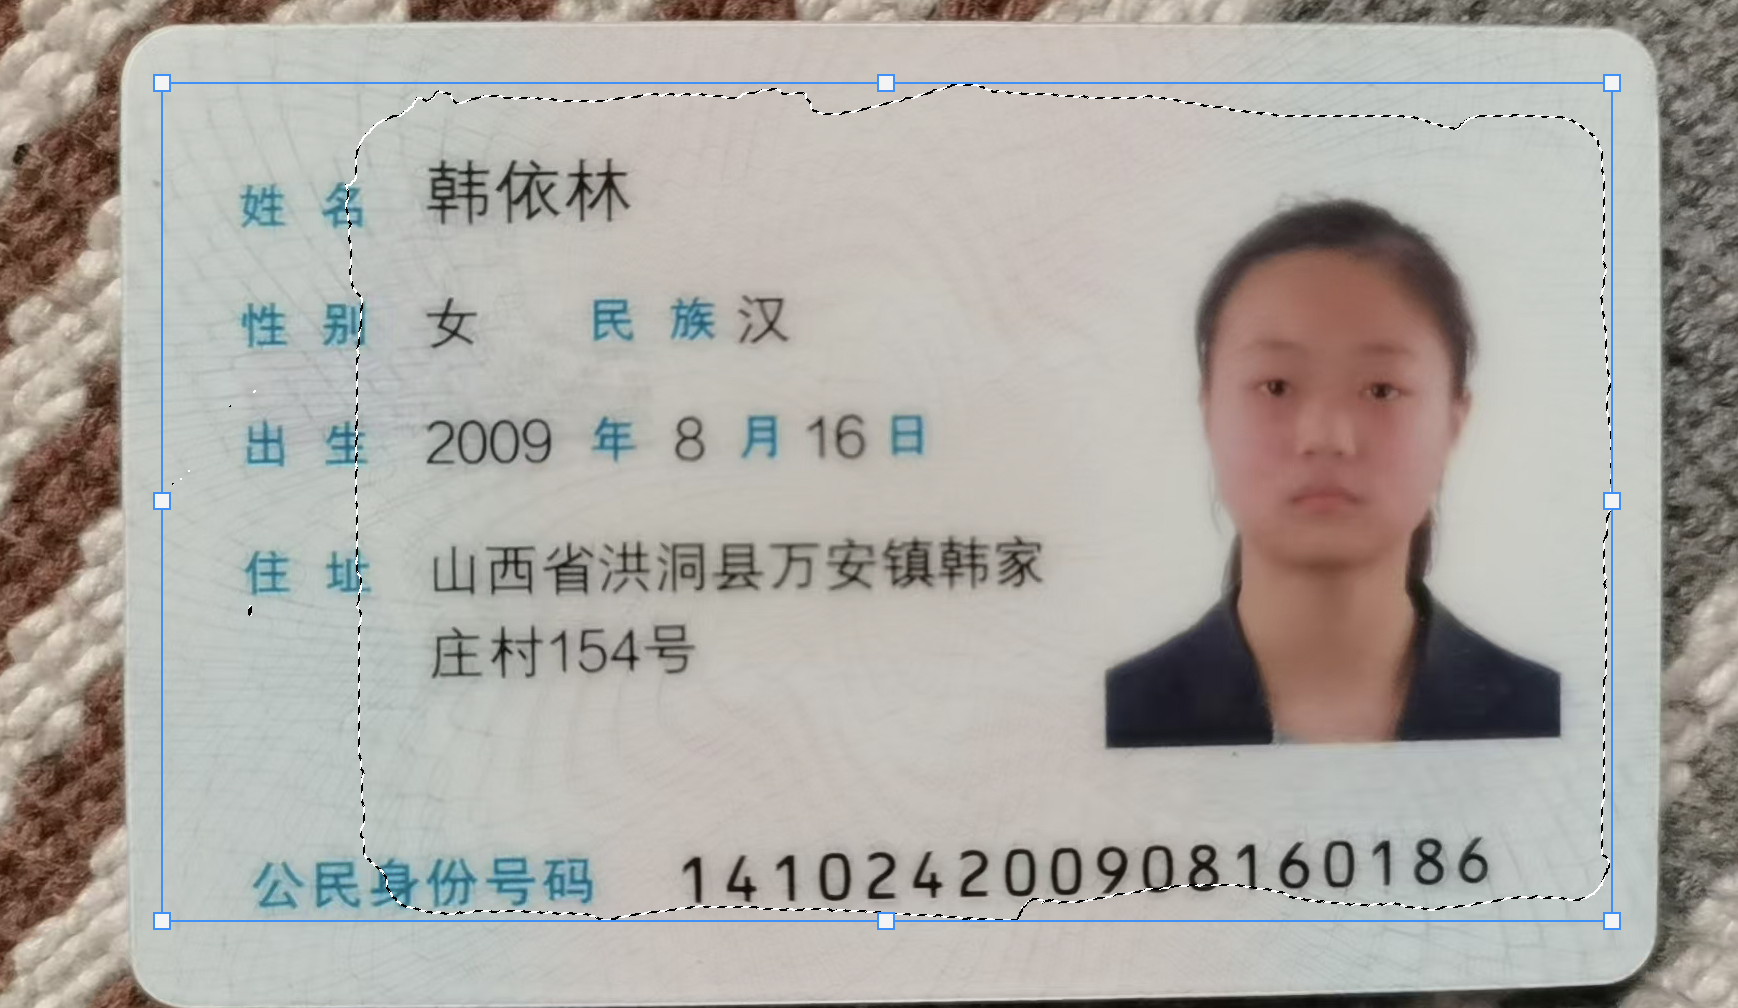 姓名 韩依林
性别 女 民族 汉
出生 2009 年 8 月 16 日
住址 山西省洪洞县万安镇韩家
庄村154号
公民身份号码 141024200908160186